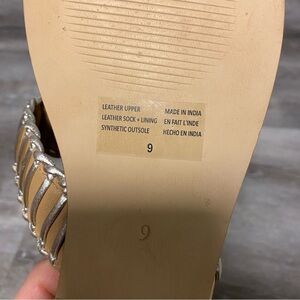 LEATHER UPPER MADE IN INDIA
LEATHER SOCK + LINING EN FAIT L'INDE
SYNTHETIC OUTSOLE HECHO EN INDIA
9
9